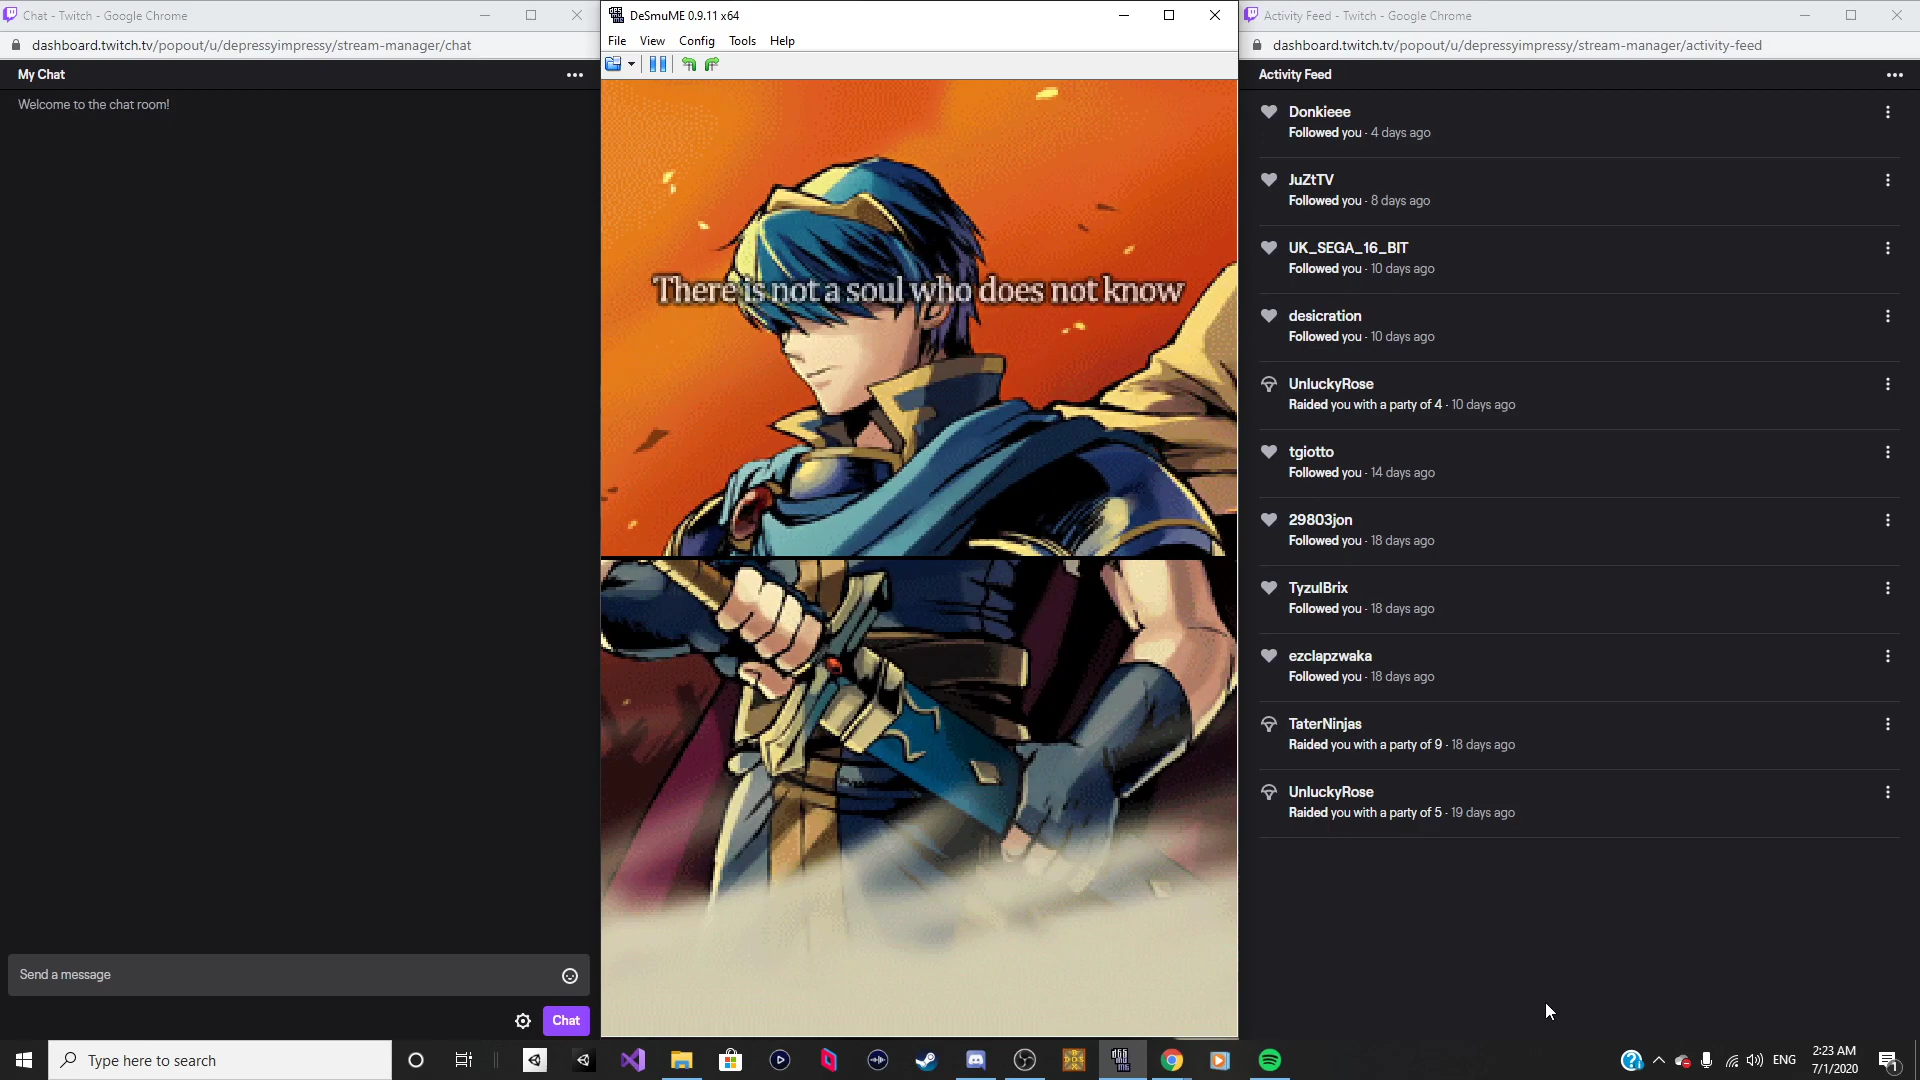 Chat - Twitch - Google Chrome
dashboard.twitch.tv/popout/u/depressyimpressy/stream-manager/chat
My Chat
Welcome to the chat room!
Send a message
Chat
DeSmuME 0.9.11 x64
File View Config Tools Help
There is not a soul who does not know
Activity Feed - Twitch - Google Chrome
dashboard.twitch.tv/popout/u/depressyimpressy/stream-manager/activity-feed
Activity Feed
Donkieee
Followed you · 4 days ago
JuZtTV
Followed you · 8 days ago
UK_SEGA_16_BIT
Followed you · 10 days ago
desicration
Followed you · 10 days ago
UnluckyRose
Raided you with a party of 4 · 10 days ago
tgiotto
Followed you · 14 days ago
29803jon
Followed you · 18 days ago
TyzulBrix
Followed you · 18 days ago
ezclapzwaka
Followed you · 18 days ago
TaterNinjas
Raided you with a party of 9 · 18 days ago
UnluckyRose
Raided you with a party of 5 · 19 days ago
Type here to search
ENG
2:23 AM
7/1/2020
1